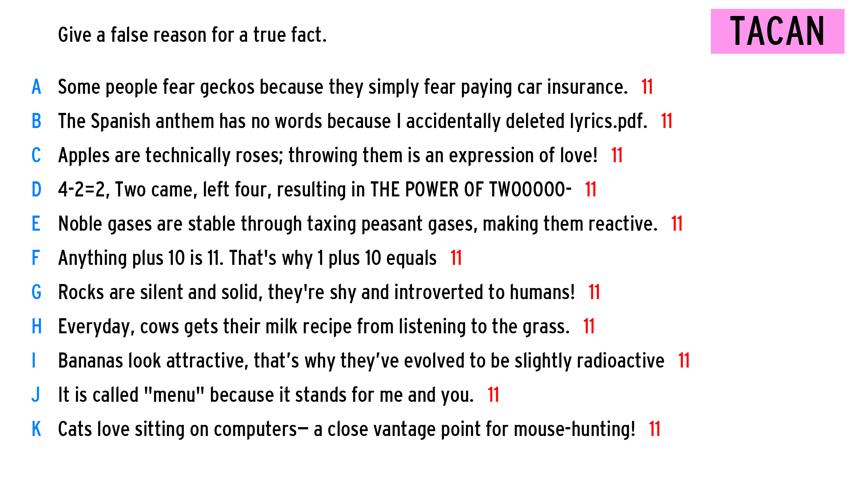 Give a false reason for a true fact.
TACAN
A Some people fear geckos because they simply fear paying car insurance. 11
B The Spanish anthem has no words because I accidentally deleted lyrics.pdf. 11
C Apples are technically roses; throwing them is an expression of love! 11
D 4-2=2, Two came, left four, resulting in THE POWER OF TWOOOOO- 11
E Noble gases are stable through taxing peasant gases, making them reactive. 11
F Anything plus 10 is 11. That's why 1 plus 10 equals 11
G Rocks are silent and solid, they're shy and introverted to humans! 11
H Everyday, cows gets their milk recipe from listening to the grass. 11
I Bananas look attractive, that’s why they’ve evolved to be slightly radioactive 11
J It is called "menu" because it stands for me and you. 11
K Cats love sitting on computers— a close vantage point for mouse-hunting! 11